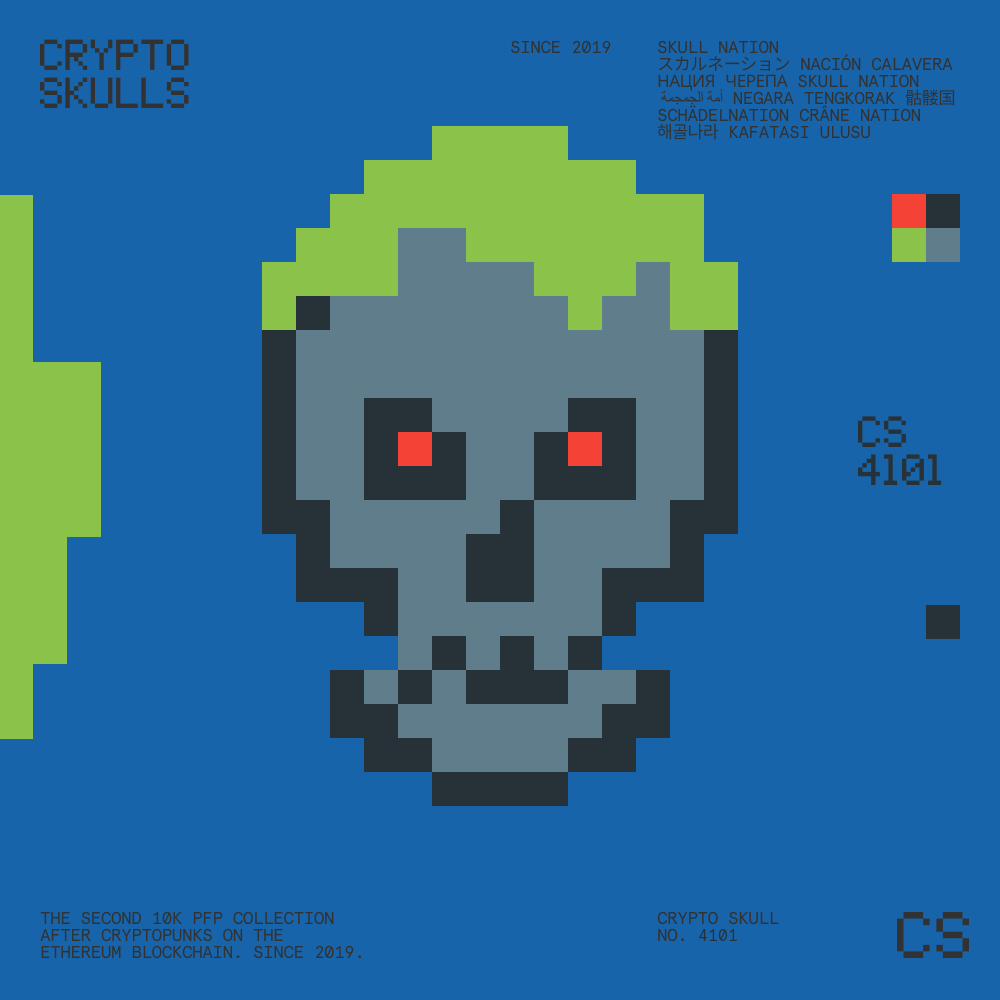 CRYPTO
SKULLS
SINCE 2019
SKULL NATION
スカルネーション NACIÓN CALAVERA
НАЦИЯ ЧЕРЕПА SKULL NATION
أمة الجمجمة NEGARA TENGKORAK 骷髅国
SCHÄDELNATION CRÂNE NATION
해골나라 KAFATASI ULUSU
CS
4101
THE SECOND 10K PFP COLLECTION
AFTER CRYPTOPUNKS ON THE
ETHEREUM BLOCKCHAIN. SINCE 2019.
CRYPTO SKULL
NO. 4101
CS